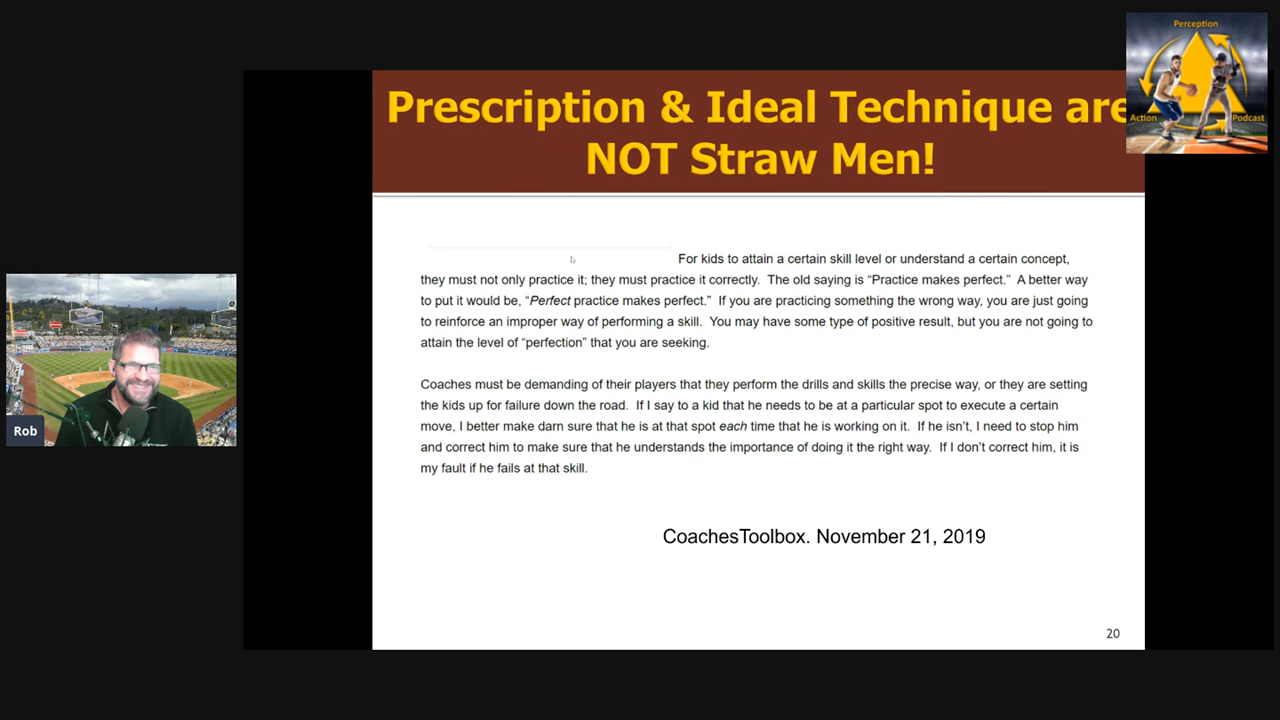 Perception
Action
Podcast
Prescription & Ideal Technique are
NOT Straw Men!
For kids to attain a certain skill level or understand a certain concept,
they must not only practice it; they must practice it correctly. The old saying is “Practice makes perfect.” A better way
to put it would be, “Perfect practice makes perfect.” If you are practicing something the wrong way, you are just going
to reinforce an improper way of performing a skill. You may have some type of positive result, but you are not going to
attain the level of “perfection” that you are seeking.
Coaches must be demanding of their players that they perform the drills and skills the precise way, or they are setting
the kids up for failure down the road. If I say to a kid that he needs to be at a particular spot to execute a certain
move, I better make darn sure that he is at that spot each time that he is working on it. If he isn’t, I need to stop him
and correct him to make sure that he understands the importance of doing it the right way. If I don’t correct him, it is
my fault if he fails at that skill.
CoachesToolbox. November 21, 2019
20
Rob